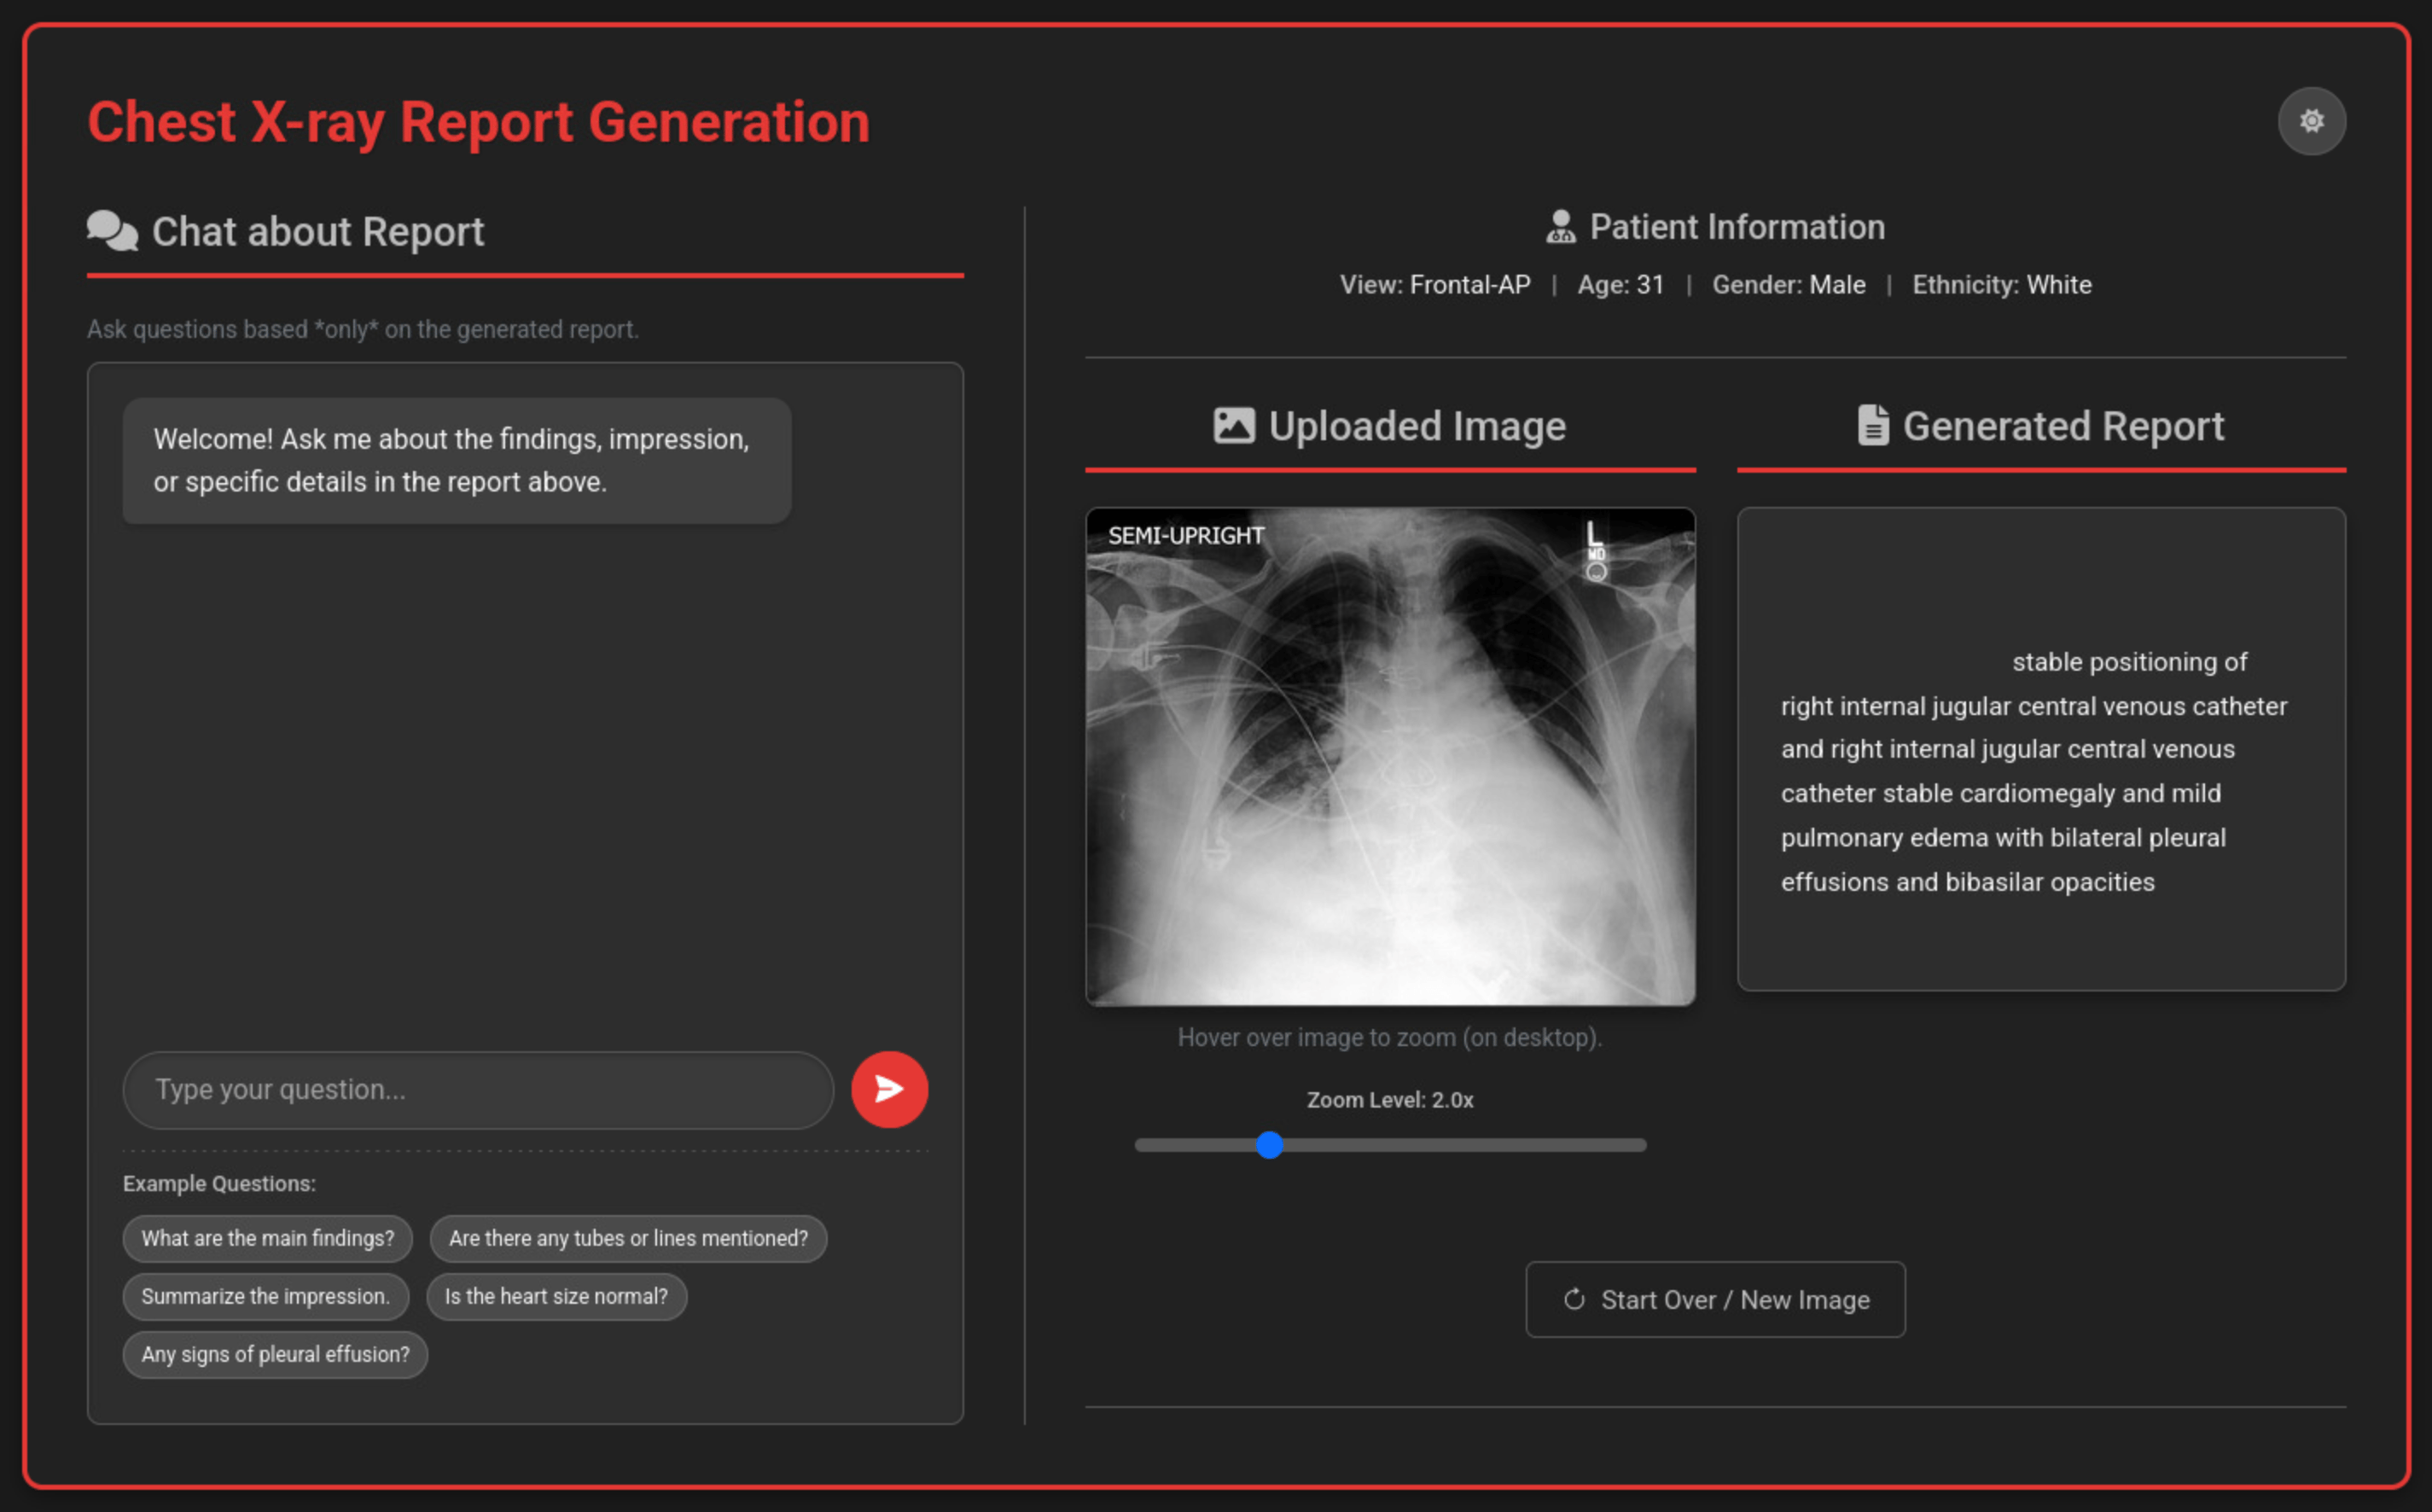 Chest X-ray Report Generation
Chat about Report
Ask questions based *only* on the generated report.
Welcome! Ask me about the findings, impression,
or specific details in the report above.
Type your question...
Example Questions:
What are the main findings?
Are there any tubes or lines mentioned?
Summarize the impression.
Is the heart size normal?
Any signs of pleural effusion?
Patient Information
View: Frontal-AP | Age: 31 | Gender: Male | Ethnicity: White
Uploaded Image
SEMI-UPRIGHT
L
MD
Hover over image to zoom (on desktop).
Zoom Level: 2.0x
Generated Report
stable positioning of
right internal jugular central venous catheter
and right internal jugular central venous
catheter stable cardiomegaly and mild
pulmonary edema with bilateral pleural
effusions and bibasilar opacities
Start Over / New Image